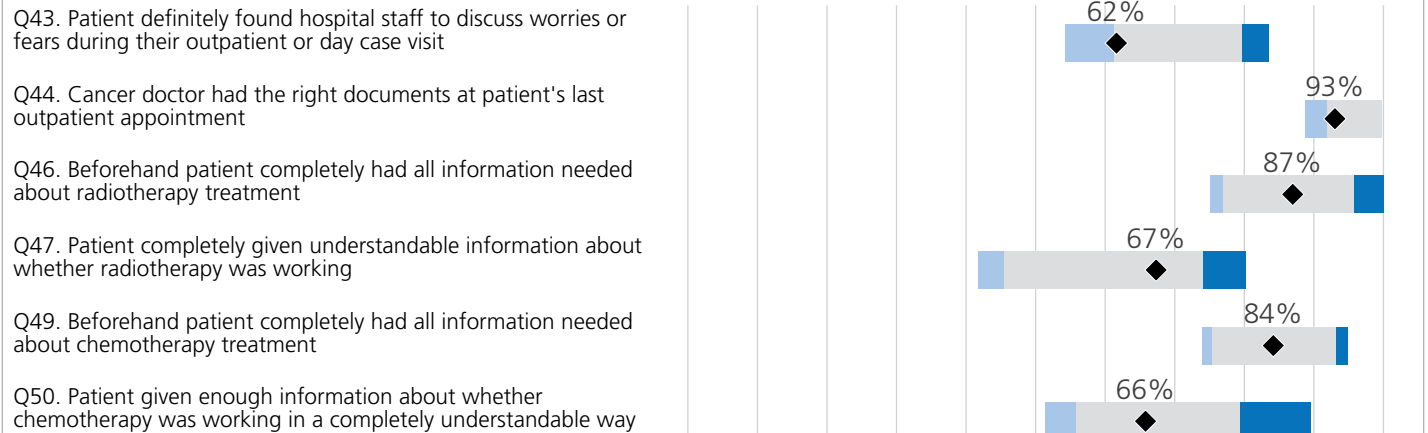 Q43. Patient definitely found hospital staff to discuss worries or
fears during their outpatient or day case visit
62%
Q44. Cancer doctor had the right documents at patient's last
outpatient appointment
93%
Q46. Beforehand patient completely had all information needed
about radiotherapy treatment
87%
Q47. Patient completely given understandable information about
whether radiotherapy was working
67%
Q49. Beforehand patient completely had all information needed
about chemotherapy treatment
84%
Q50. Patient given enough information about whether
chemotherapy was working in a completely understandable way
66%